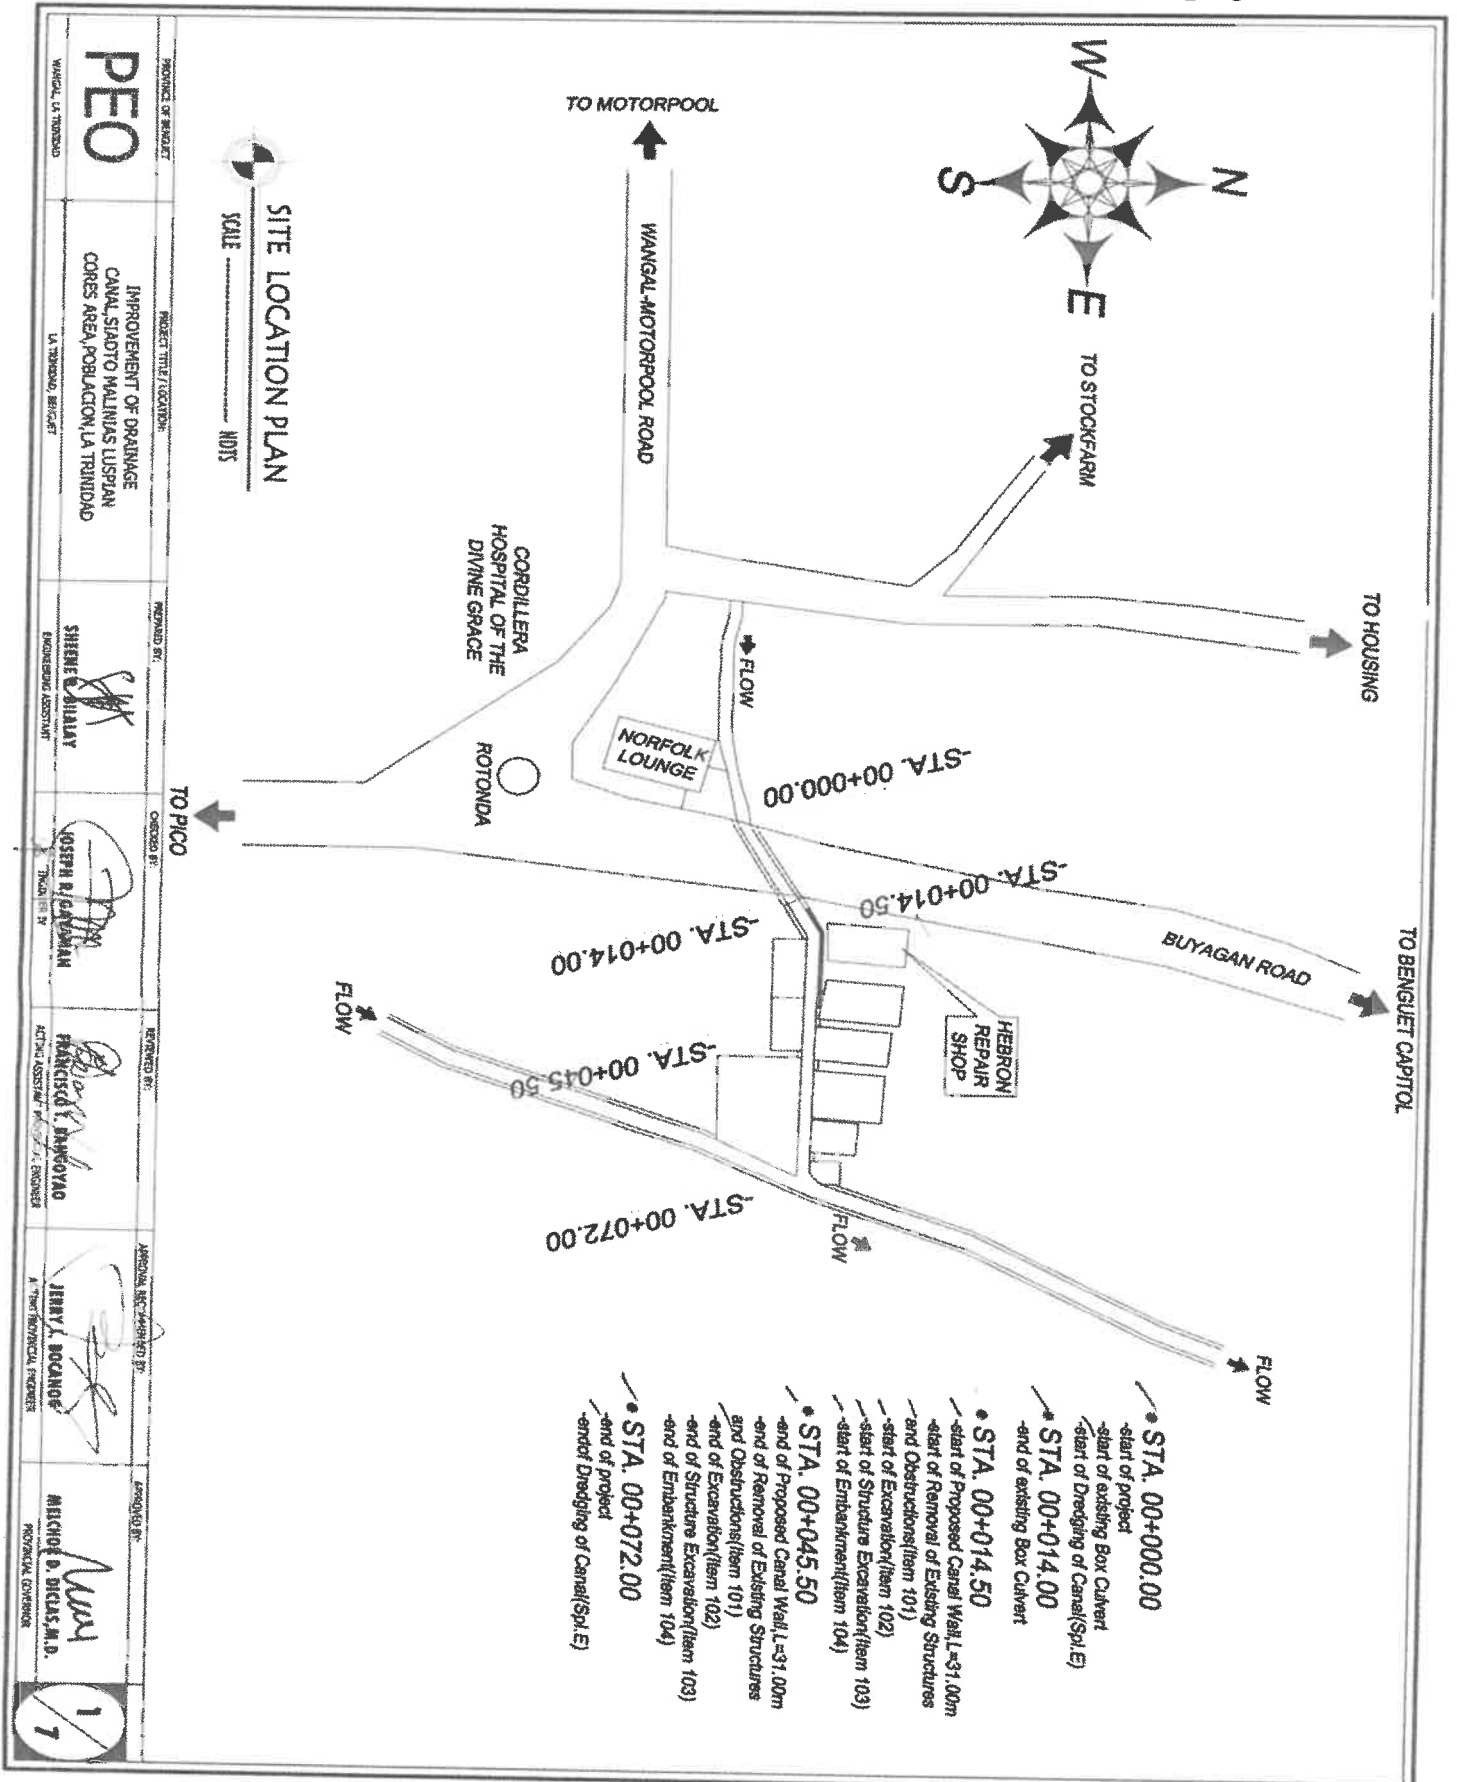 W
N
S
E
TO MOTORPOOL
WANGAL-MOTORPOOL ROAD
TO STOCKFARM
TO HOUSING
CORDILLERA
HOSPITAL OF THE
DIVINE GRACE
FLOW
NORFOLK
LOUNGE
ROTONDA
TO PICO
-STA. 00+000.00
-STA. 00+014.50
-STA. 00+014.00
-STA. 00+045.50
-STA. 00+072.00
BUYAGAN ROAD
TO BENGUET CAPITOL
HEBRON
REPAIR
SHOP
FLOW
FLOW
FLOW
• STA. 00+000.00
-start of project
-start of existing Box Culvert
-start of Dredging of Canal(Spl.E)
• STA. 00+014.00
-end of existing Box Culvert
• STA. 00+014.50
-start of Proposed Canal Wall,L=31.00m
-start of Removal of Existing Structures
and Obstructions(Item 101)
-start of Excavation(Item 102)
-start of Structure Excavation(Item 103)
-start of Embankment(Item 104)
• STA. 00+045.50
-end of Proposed Canal Wall,L=31.00m
-end of Removal of Existing Structures
and Obstructions(Item 101)
-end of Excavation(Item 102)
-end of Structure Excavation(Item 103)
-end of Embankment(Item 104)
• STA. 00+072.00
-end of project
-endof Dredging of Canal(Spl.E)
SITE LOCATION PLAN
SCALE NDTS
PROVINCE OF BENGUET
PEO
WANGAL, LA TRINIDAD
PROJECT TITLE / LOCATION:
IMPROVEMENT OF DRAINAGE
CANAL,SIADTO MALINIAS LUSPIAN
CORES AREA,POBLACION,LA TRINIDAD
LA TRINIDAD, BENGUET
PREPARED BY:
ENGINEERING ASSISTANT
CHECKED BY:
JOSEPH R.
REVIEWED BY:
FRANCISCO T. BANGOYAO
ACTING ASSISTANT ENGINEER
APPROVAL RECOMMENDED BY:
JERRY
ACTING PROVINCIAL ENGINEER
APPROVED BY:
MELCHOR D. DICLAS,M.D.
PROVINCIAL GOVERNOR
1
7